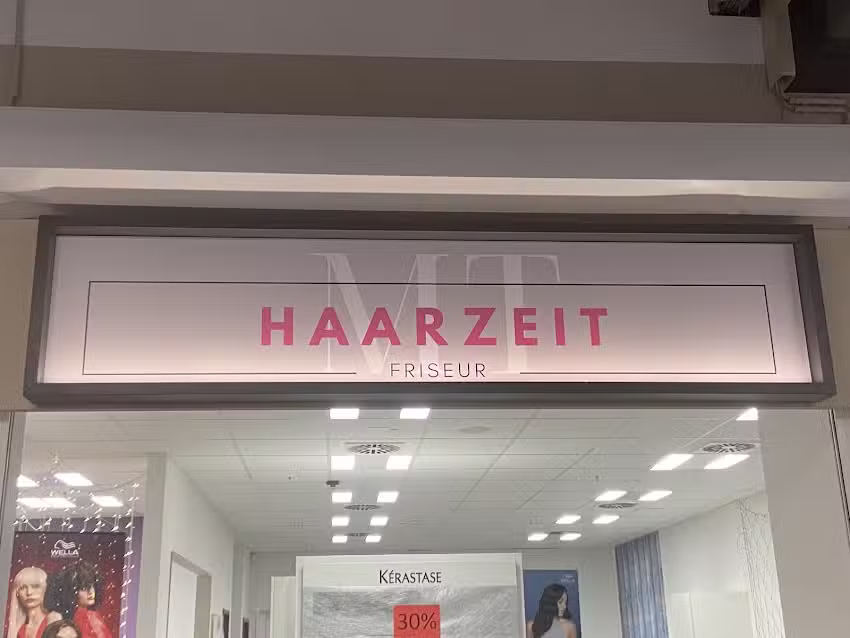 MT
HAARZEIT
FRISEUR
WELLA
KÉRASTASE
30%